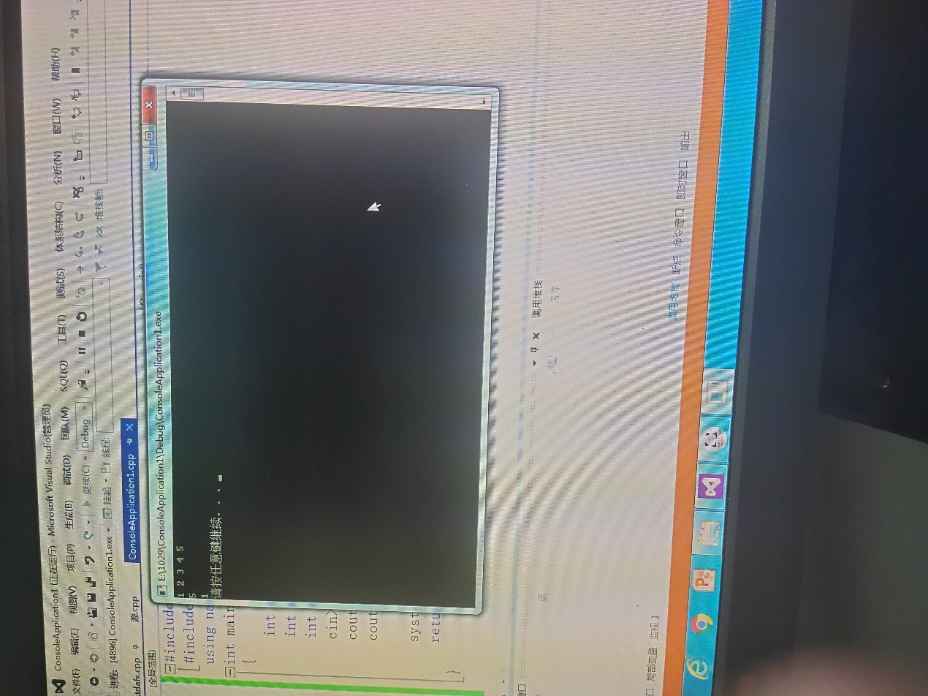 ConsoleApplication1 (正在运行) - Microsoft Visual Studio(管理员)
文件(F) 编辑(E) 视图(V) 项目(P) 生成(B) 调试(D) 团队(M) SQL(Q) 工具(T) 测试(S) 体系结构(C) 分析(N) 窗口(W) 帮助(H)
继续(C) Debug
进程: [4896] ConsoleApplication1.exe 挂起 线程: 堆栈帧
源.cpp ConsoleApplication1.cpp
(全局范围)
E:\1029\ConsoleApplication1\Debug\ConsoleApplication1.exe
1 2 3 4 5
5
1
请按任意键继续. . .
#include
#include
using na
int main
{
int
int
int
cin>
cout
cout
syst
retu
}
调用堆栈
局部变量 监视 1
调用堆栈 断点 命令窗口 即时窗口 输出